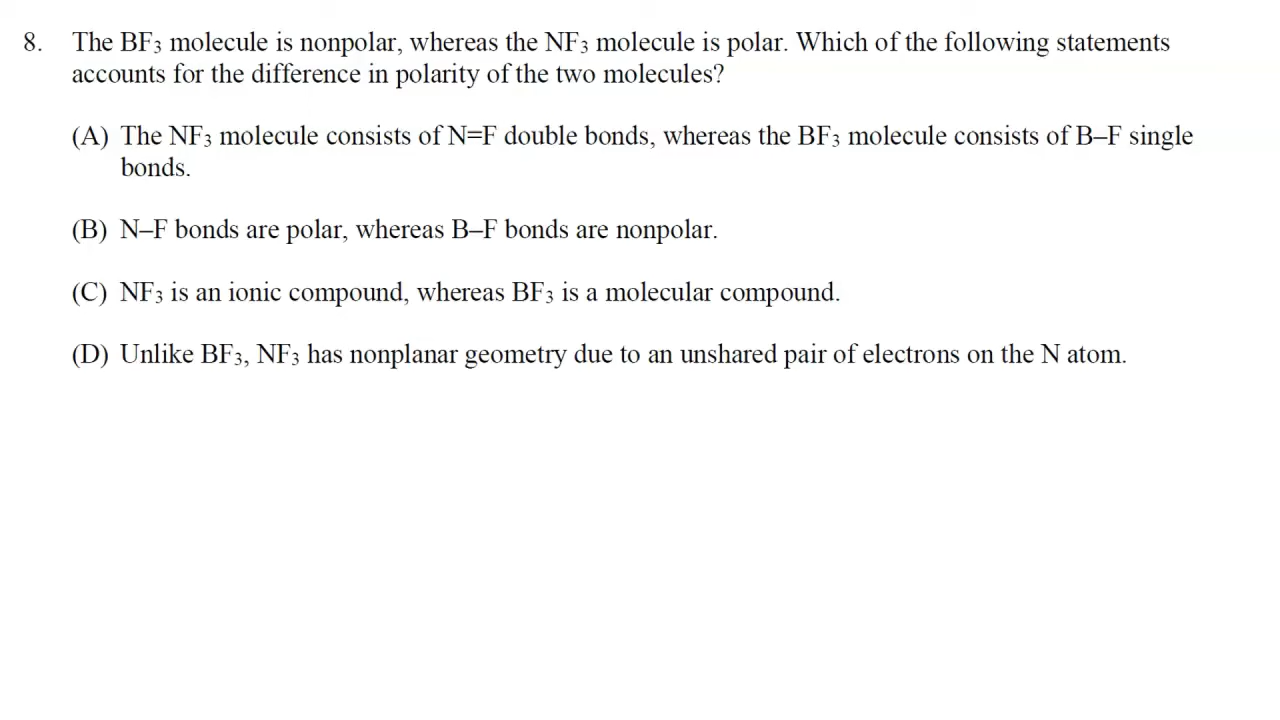 8. The BF₃ molecule is nonpolar, whereas the NF₃ molecule is polar. Which of the following statements
accounts for the difference in polarity of the two molecules?
(A) The NF₃ molecule consists of N=F double bonds, whereas the BF₃ molecule consists of B–F single
bonds.
(B) N–F bonds are polar, whereas B–F bonds are nonpolar.
(C) NF₃ is an ionic compound, whereas BF₃ is a molecular compound.
(D) Unlike BF₃, NF₃ has nonplanar geometry due to an unshared pair of electrons on the N atom.